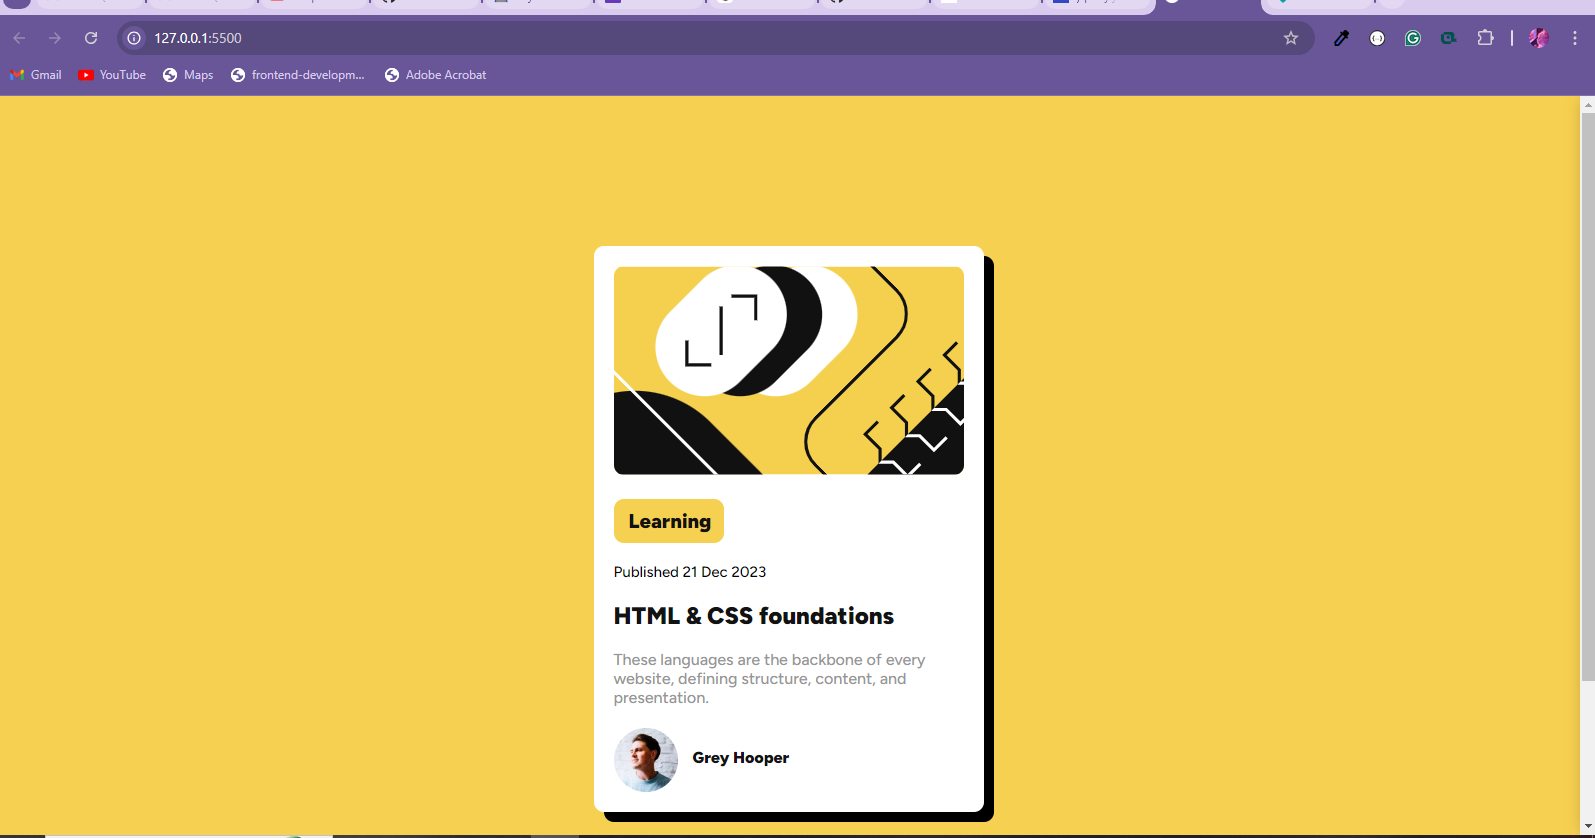 127.0.0.1:5500
Gmail YouTube Maps frontend-developm... Adobe Acrobat
Learning
Published 21 Dec 2023
HTML & CSS foundations
These languages are the backbone of every
website, defining structure, content, and
presentation.
Grey Hooper